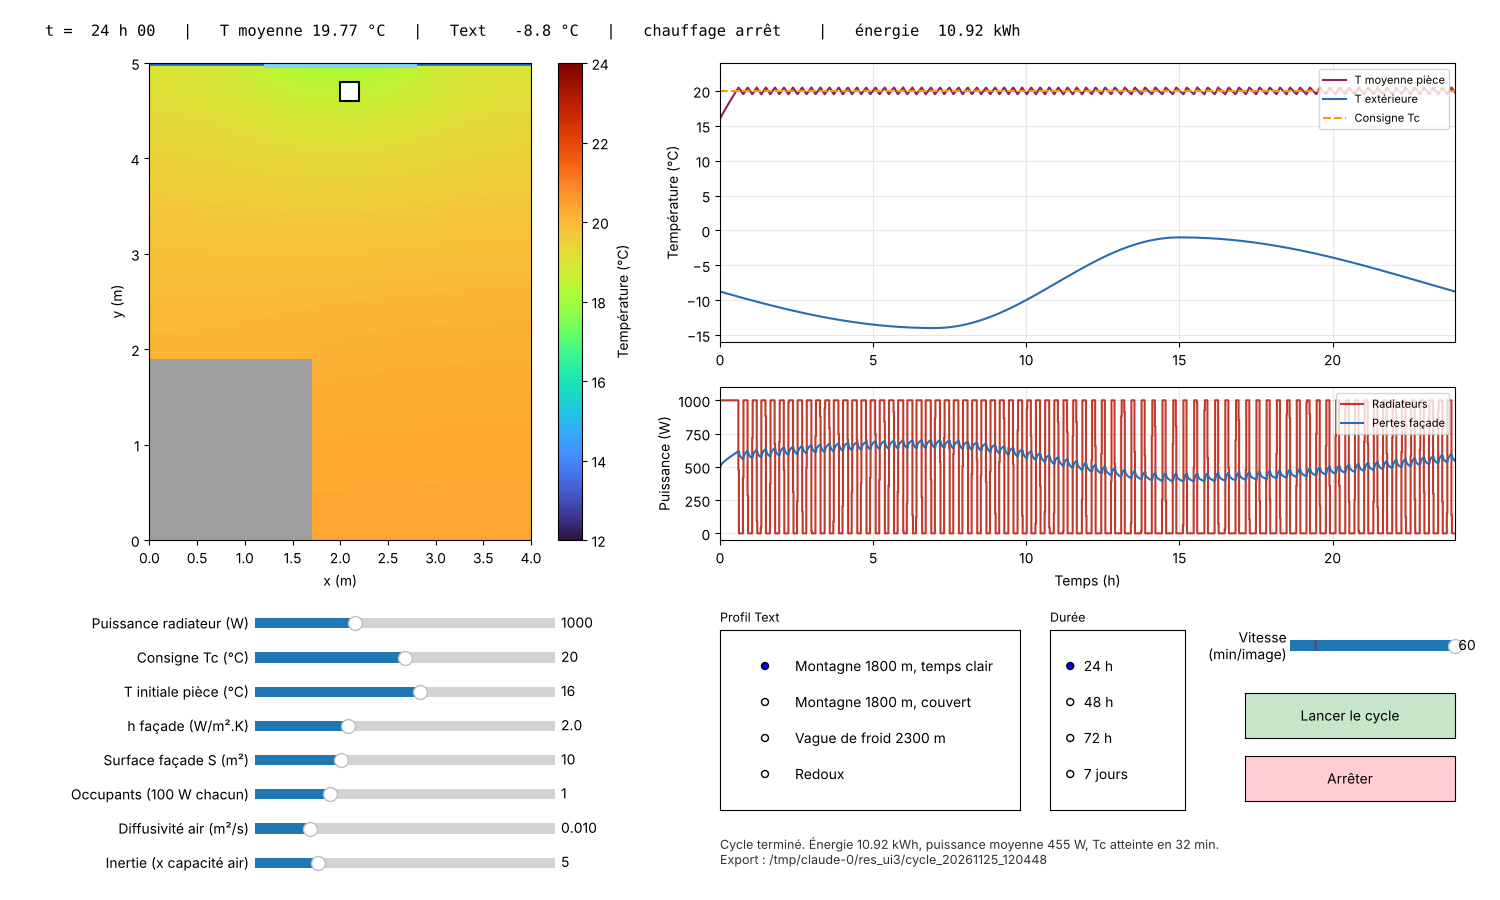 t =  24 h 00   |   T moyenne 19.77 °C   |   Text   -8.8 °C   |   chauffage arrêt    |   énergie  10.92 kWh
5
4
3
2
1
0
y (m)
0.0 0.5 1.0 1.5 2.0 2.5 3.0 3.5 4.0
x (m)
24
22
20
18
16
14
12
Température (°C)
20
15
10
5
0
−5
−10
−15
Température (°C)
T moyenne pièce
T extérieure
Consigne Tc
0 5 10 15 20
1000
750
500
250
0
Puissance (W)
Radiateurs
Pertes façade
0 5 10 15 20
Temps (h)
Puissance radiateur (W) 1000
Consigne Tc (°C) 20
T initiale pièce (°C) 16
h façade (W/m².K) 2.0
Surface façade S (m²) 10
Occupants (100 W chacun) 1
Diffusivité air (m²/s) 0.010
Inertie (x capacité air) 5
Profil Text
Montagne 1800 m, temps clair
Montagne 1800 m, couvert
Vague de froid 2300 m
Redoux
Durée
24 h
48 h
72 h
7 jours
Vitesse
(min/image) 60
Lancer le cycle
Arrêter
Cycle terminé. Énergie 10.92 kWh, puissance moyenne 455 W, Tc atteinte en 32 min.
Export : /tmp/claude-0/res_ui3/cycle_20261125_120448